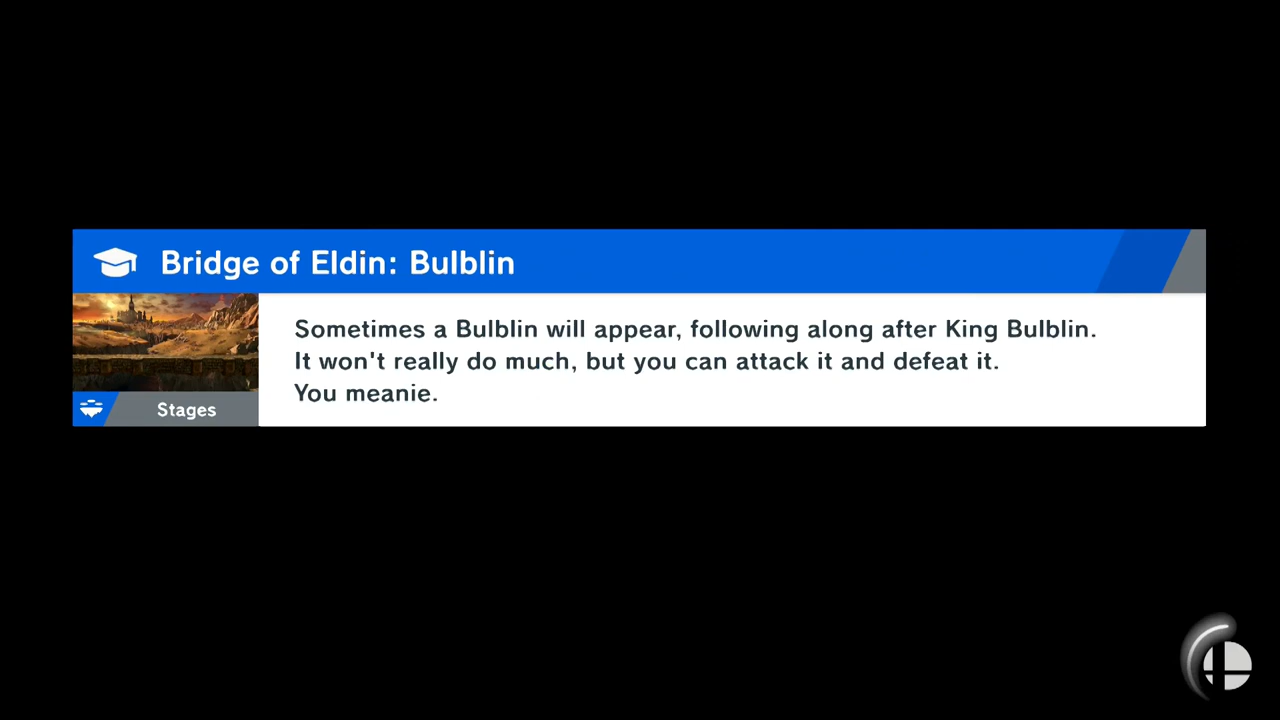 Bridge of Eldin: Bulblin
Sometimes a Bulblin will appear, following along after King Bulblin.
It won't really do much, but you can attack it and defeat it.
You meanie.
Stages